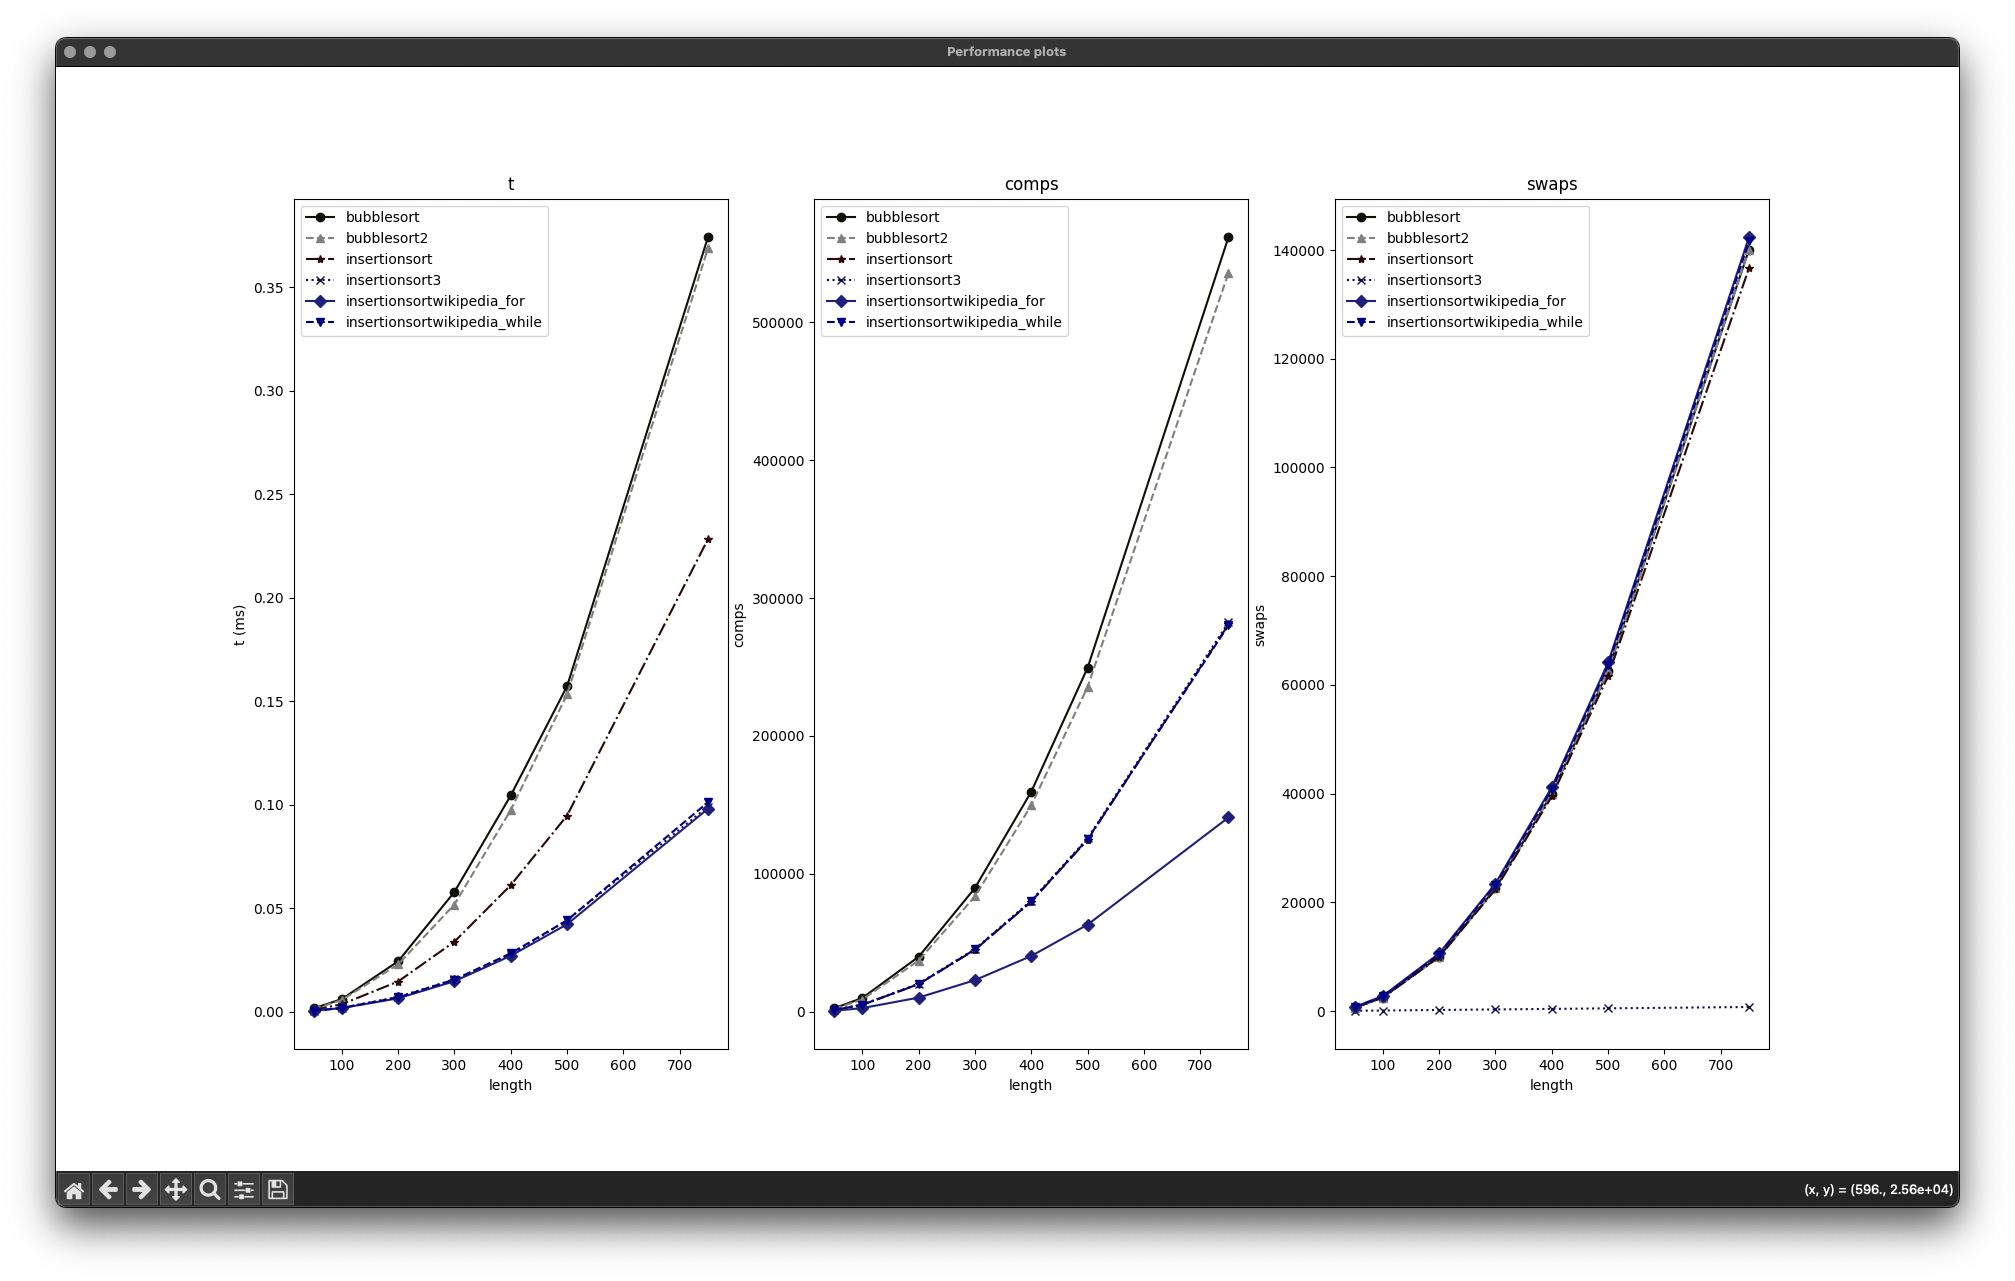 Performance plots
t
bubblesort
bubblesort2
insertionsort
insertionsort3
insertionsortwikipedia_for
insertionsortwikipedia_while
0.35
0.30
0.25
0.20
0.15
0.10
0.05
0.00
t (ms)
100 200 300 400 500 600 700
length
comps
bubblesort
bubblesort2
insertionsort
insertionsort3
insertionsortwikipedia_for
insertionsortwikipedia_while
500000
400000
300000
200000
100000
0
comps
100 200 300 400 500 600 700
length
swaps
bubblesort
bubblesort2
insertionsort
insertionsort3
insertionsortwikipedia_for
insertionsortwikipedia_while
140000
120000
100000
80000
60000
40000
20000
0
swaps
100 200 300 400 500 600 700
length
(x, y) = (596., 2.56e+04)